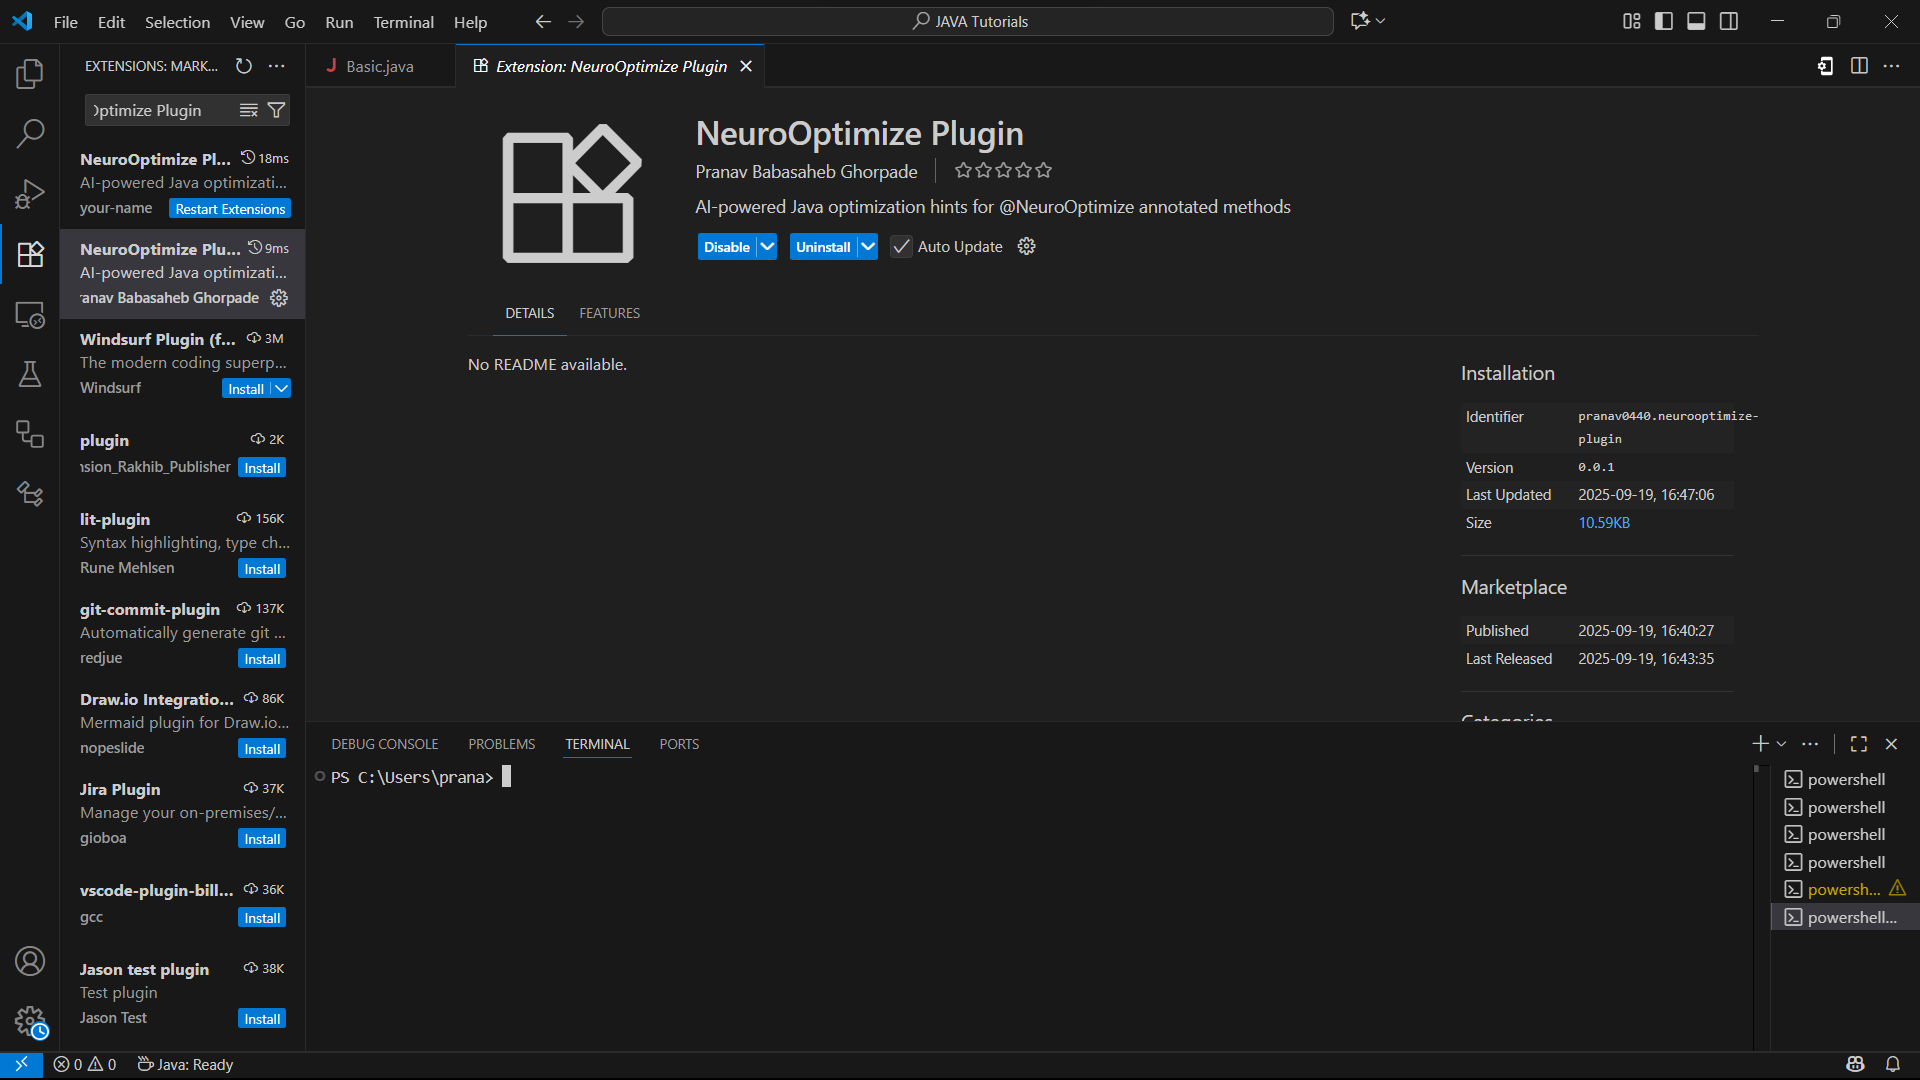 File Edit Selection View Go Run Terminal Help
JAVA Tutorials
EXTENSIONS: MARK...
Optimize Plugin
NeuroOptimize Pl... 18ms
AI-powered Java optimizati...
your-name Restart Extensions
NeuroOptimize Plu... 9ms
AI-powered Java optimizati...
ranav Babasaheb Ghorpade
Windsurf Plugin (f... 3M
The modern coding superp...
Windsurf Install
plugin 2K
nsion_Rakhib_Publisher Install
lit-plugin 156K
Syntax highlighting, type ch...
Rune Mehlsen Install
git-commit-plugin 137K
Automatically generate git ...
redjue Install
Draw.io Integratio... 86K
Mermaid plugin for Draw.io...
nopeslide Install
Jira Plugin 37K
Manage your on-premises/...
gioboa Install
vscode-plugin-bill... 36K
gcc Install
Jason test plugin 38K
Test plugin
Jason Test Install
J Basic.java
Extension: NeuroOptimize Plugin
NeuroOptimize Plugin
Pranav Babasaheb Ghorpade
AI-powered Java optimization hints for @NeuroOptimize annotated methods
Disable Uninstall Auto Update
DETAILS FEATURES
No README available.
Installation
Identifier pranav0440.neurooptimize-
plugin
Version 0.0.1
Last Updated 2025-09-19, 16:47:06
Size 10.59KB
Marketplace
Published 2025-09-19, 16:40:27
Last Released 2025-09-19, 16:43:35
Categories
DEBUG CONSOLE PROBLEMS TERMINAL PORTS
PS C:\Users\prana>
powershell
powershell
powershell
powershell
powersh...
powershell...
0 0 Java: Ready